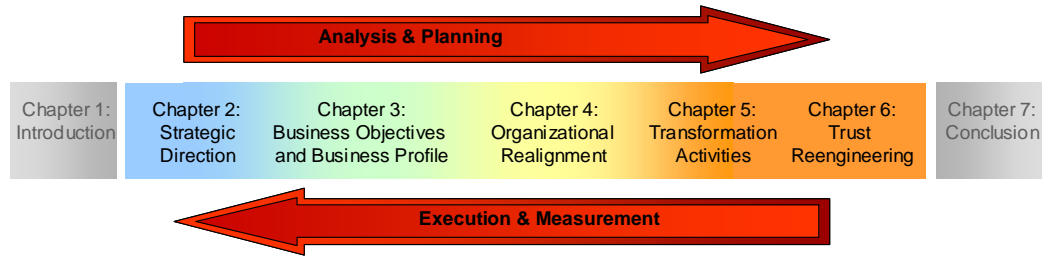 Analysis & Planning
Chapter 1:
Introduction
Chapter 2:
Strategic
Direction
Chapter 3:
Business Objectives
and Business Profile
Chapter 4:
Organizational
Realignment
Chapter 5:
Transformation
Activities
Chapter 6:
Trust
Reengineering
Chapter 7:
Conclusion
Execution & Measurement